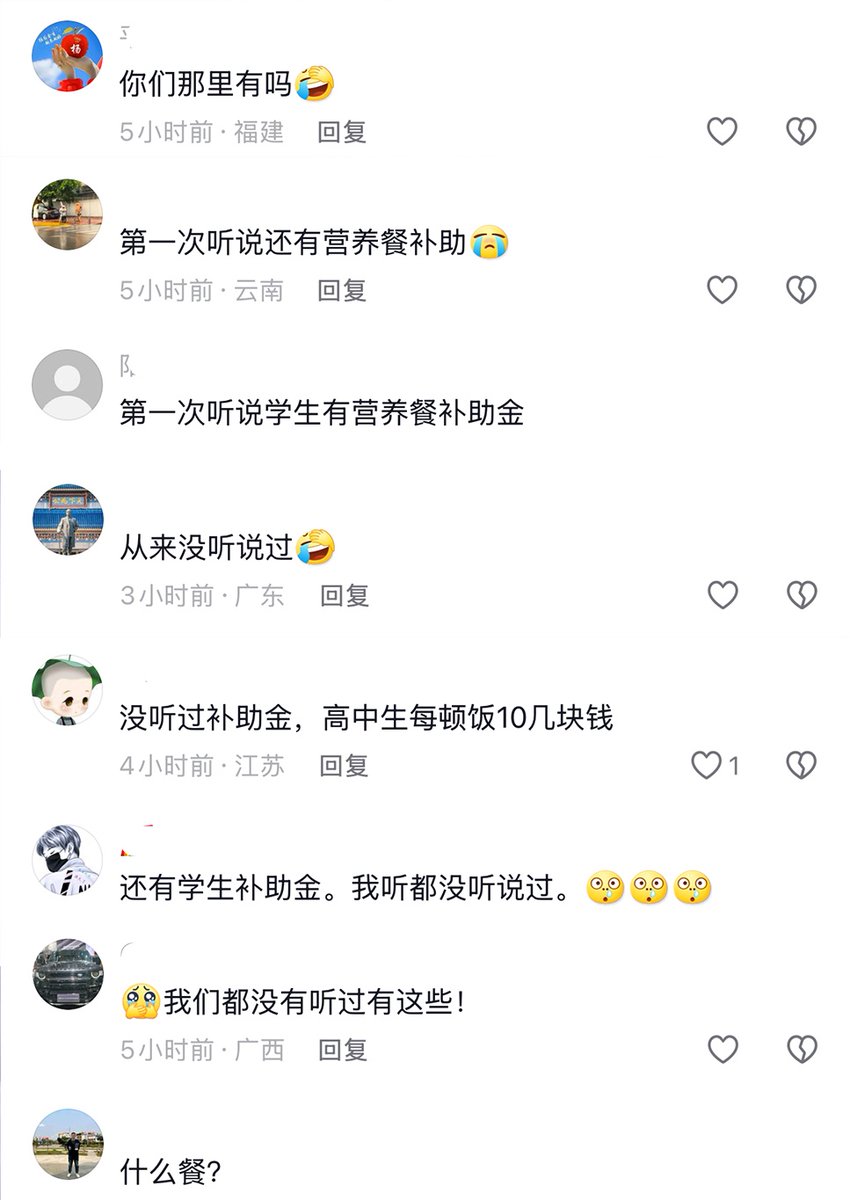 你们那里有吗
5小时前·福建 回复
第一次听说还有营养餐补助
5小时前·云南 回复
第一次听说学生有营养餐补助金
从来没听说过
3小时前·广东 回复
没听过补助金，高中生每顿饭10几块钱
4小时前·江苏 回复
1
还有学生补助金。我听都没听说过。
我们都没有听过有这些！
5小时前·广西 回复
什么餐？